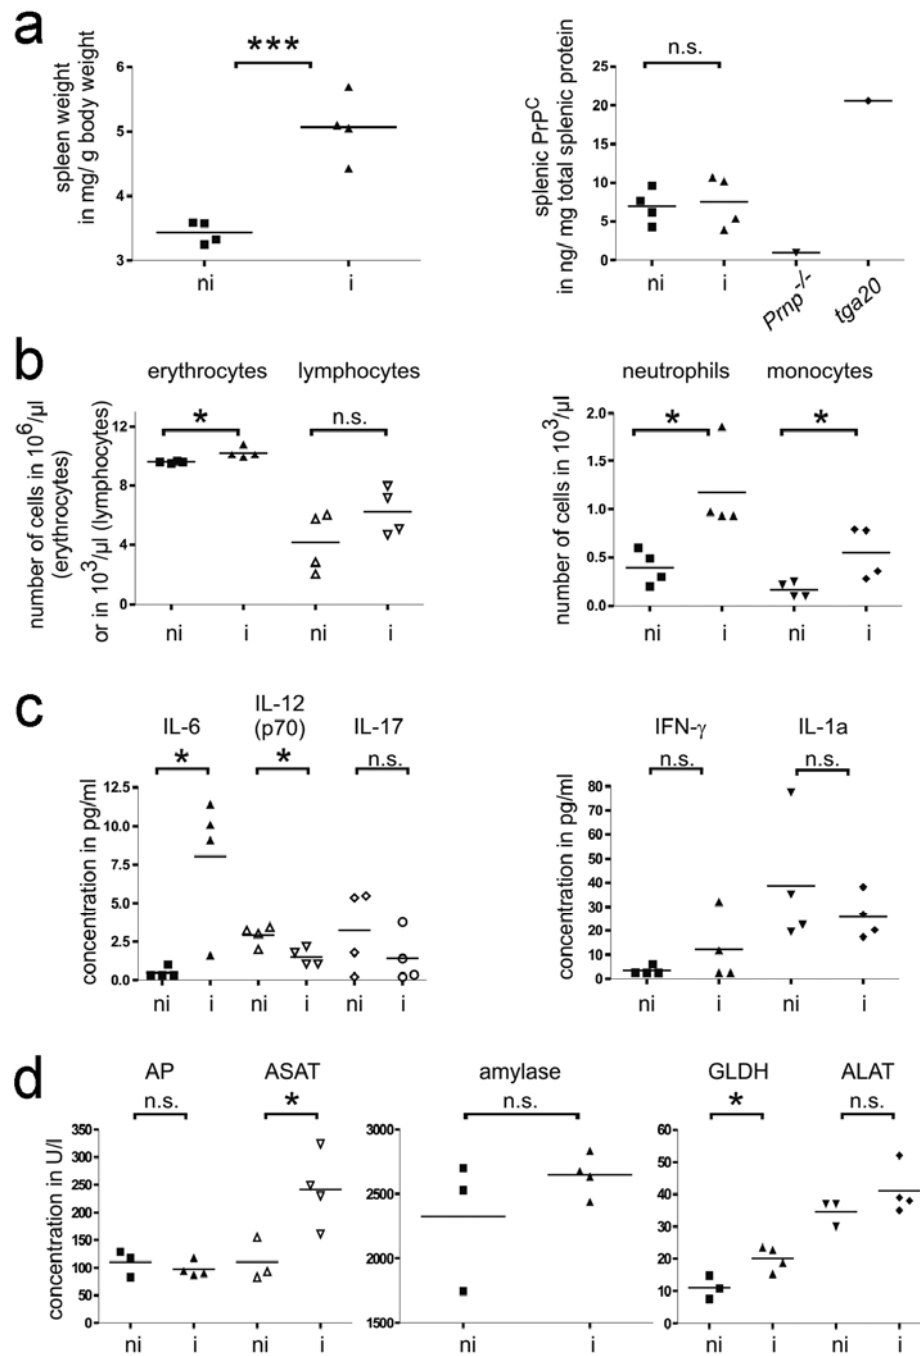 a
***
n.s.
spleen weight
in mg/ g body weight
6
5
4
3
ni
i
splenic PrPC
in ng/ mg total splenic protein
25
20
15
10
5
0
ni
i
Prnp-/-
tga20
b
erythrocytes
lymphocytes
neutrophils
monocytes
*
n.s.
*
*
number of cells in 10^6/µl
(erythrocytes)
or in 10^3/µl (lymphocytes)
12
8
4
0
ni
i
ni
i
number of cells in 10^3/µl
2.0
1.5
1.0
0.5
0.0
ni
i
ni
i
c
IL-6
IL-12
(p70)
IL-17
IFN-γ
IL-1a
*
*
n.s.
n.s.
n.s.
concentration in pg/ml
12.5
10.0
7.5
5.0
2.5
0.0
ni
i
ni
i
ni
i
concentration in pg/ml
80
70
60
50
40
30
20
10
0
ni
i
ni
i
d
AP
ASAT
amylase
GLDH
ALAT
n.s.
*
n.s.
*
n.s.
concentration in U/l
350
300
250
200
150
100
50
0
ni
i
ni
i
3000
2500
2000
1500
ni
i
60
50
40
30
20
10
0
ni
i
ni
i